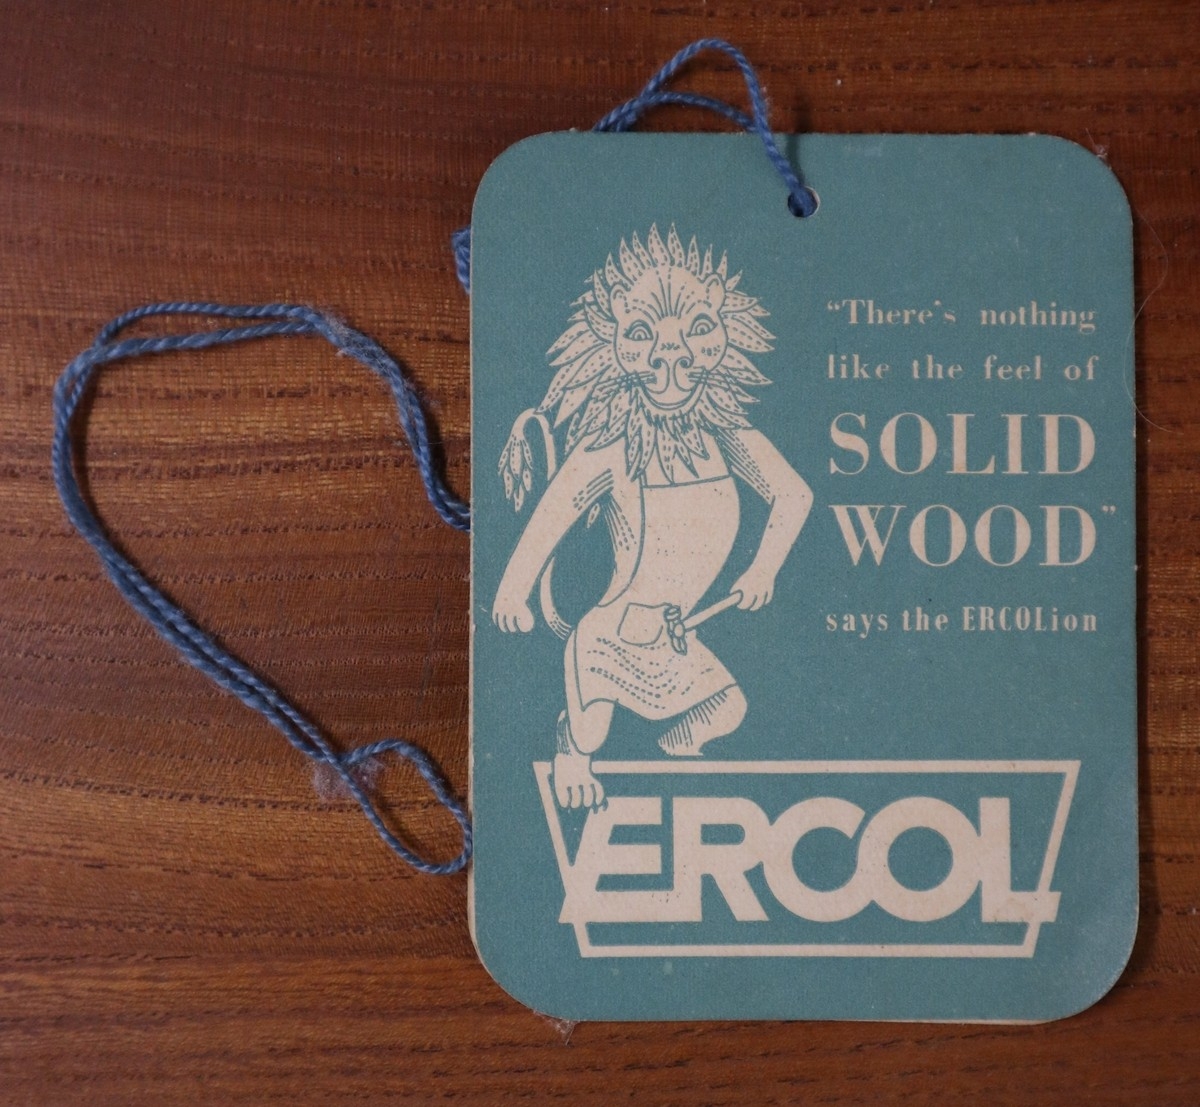 “There's nothing
like the feel of
SOLID
WOOD”
says the ERCOLion
ERCOL